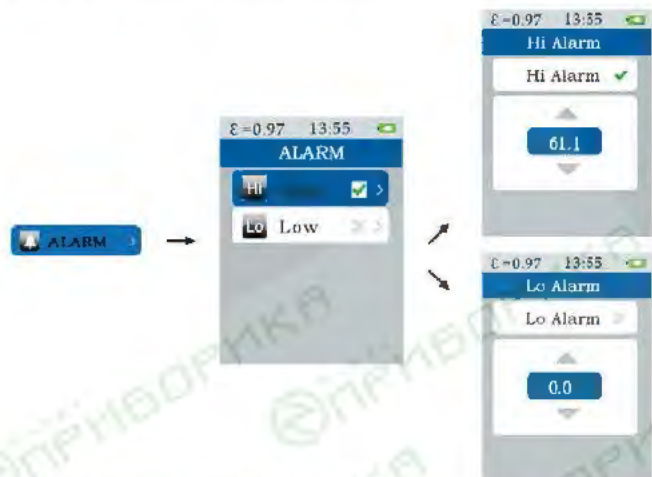 ALARM
ε=0.97 13:55
ALARM
Hi
Lo Low
ε=0.97 13:55
Hi Alarm
Hi Alarm
61.1
ε=0.97 13:55
Lo Alarm
Lo Alarm
0.0
ПРИБОРИКА